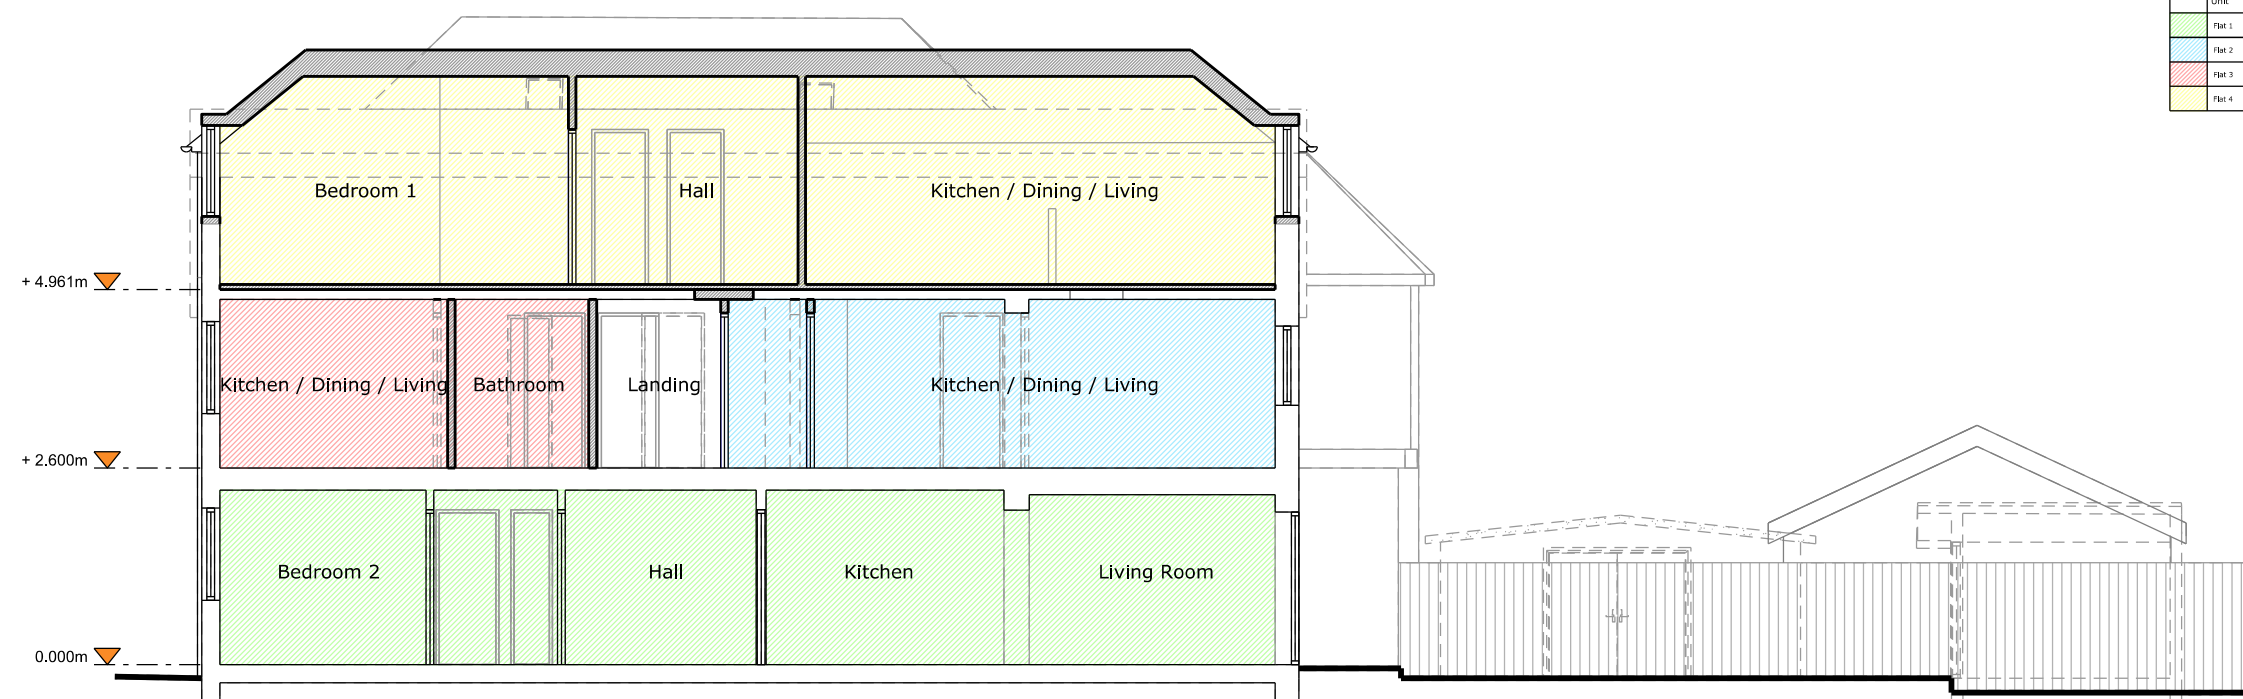 Unit
Flat 1
Flat 2
Flat 3
Flat 4
Bedroom 1
Hall
Kitchen / Dining / Living
+ 4.961m
Kitchen / Dining / Living
Bathroom
Landing
Kitchen / Dining / Living
+ 2.600m
Bedroom 2
Hall
Kitchen
Living Room
0.000m